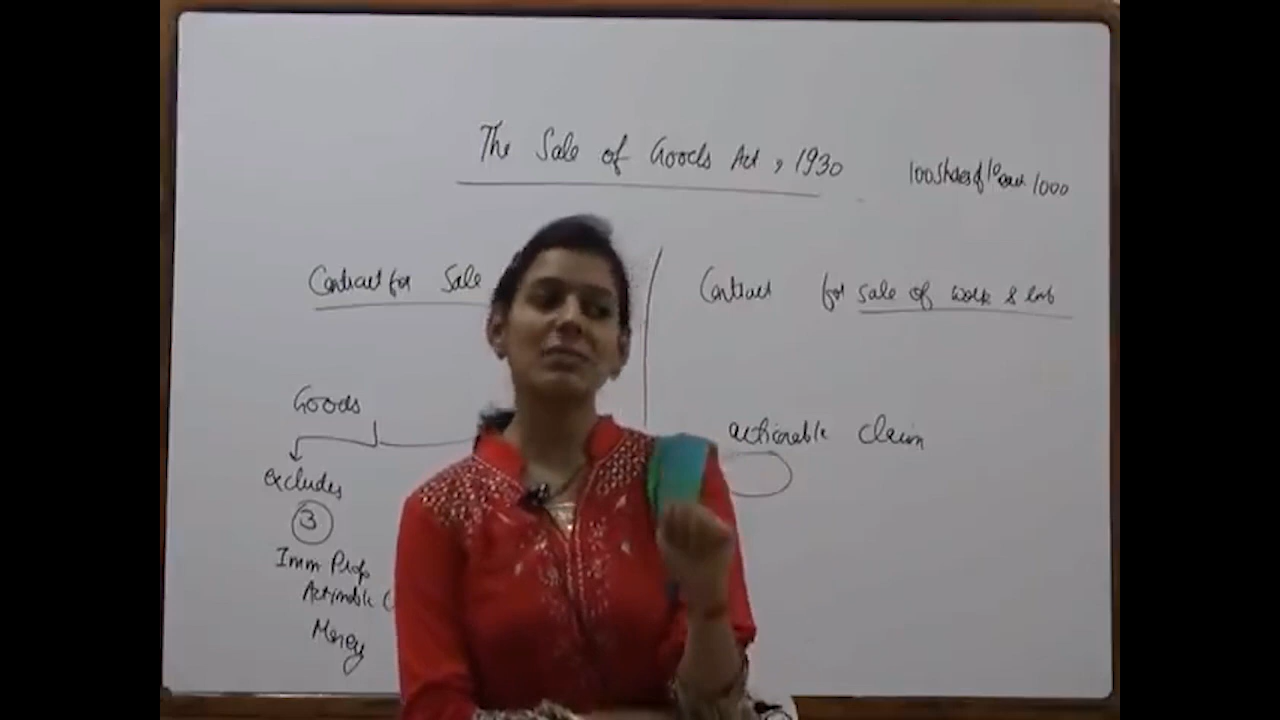 The Sale of Goods Act, 1930
100 Shares of 10 each 1000
Contract for Sale
Contract for sale of work & lab
Goods
actionable claim
excludes
3
Imm Prop
Actionable C
Money